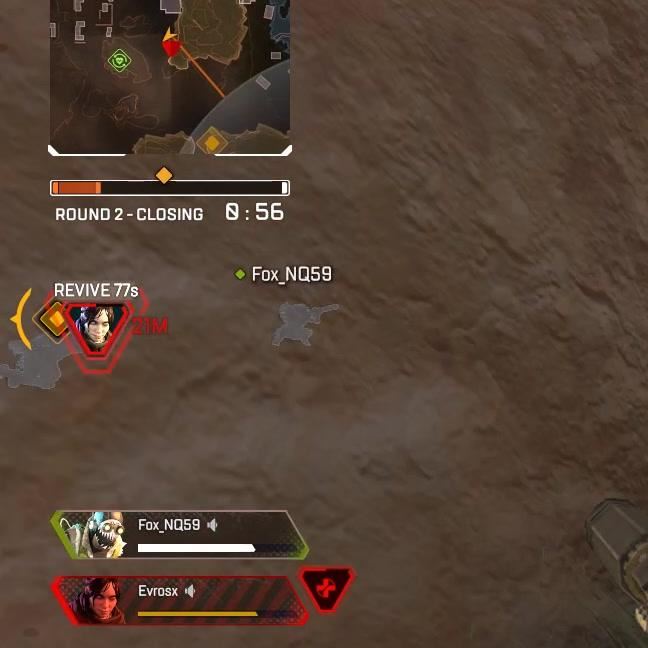 ROUND 2 - CLOSING 0:56
Fox_NQ59
REVIVE 77s
21M
Fox_NQ59
Evrosx